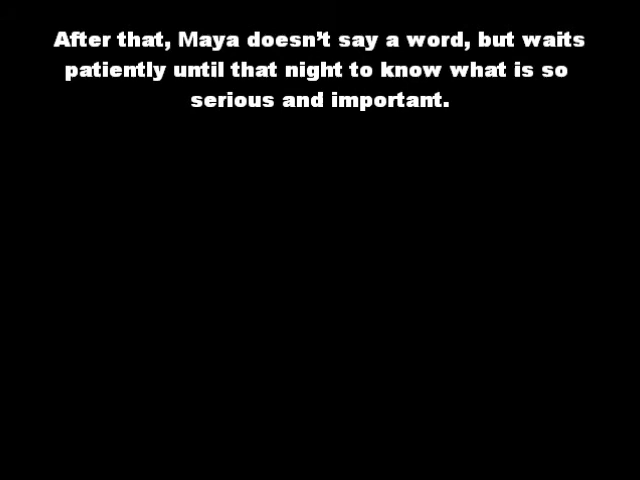 After that, Maya doesn’t say a word, but waits
patiently until that night to know what is so
serious and important.